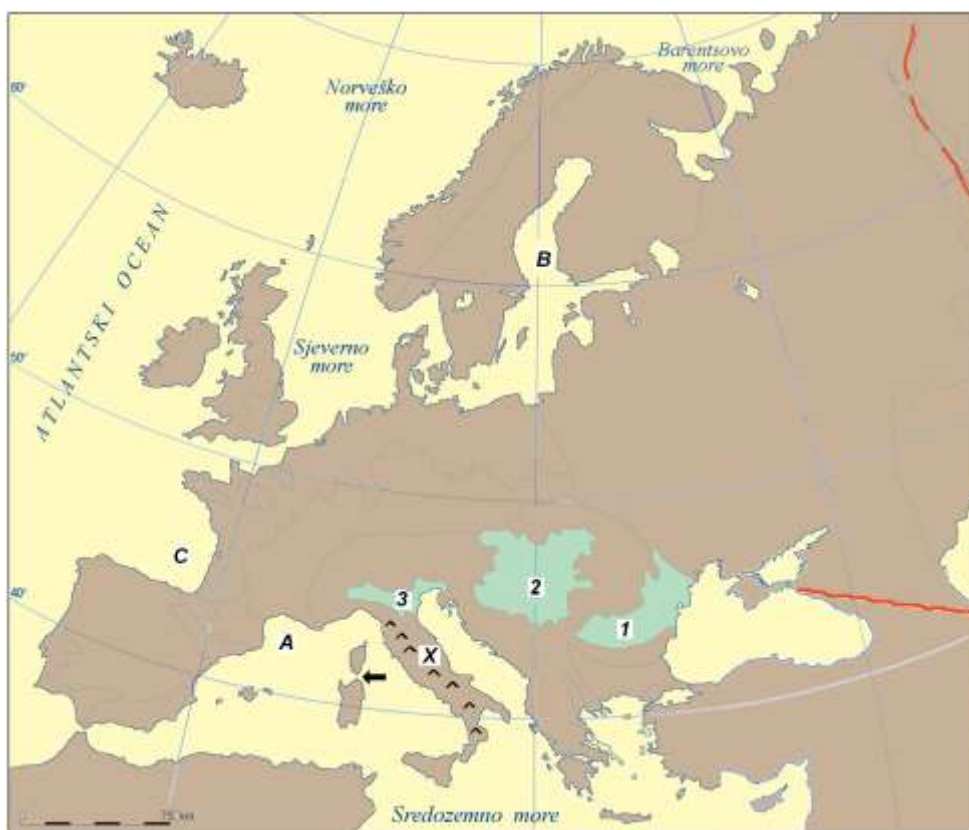 Barentsovo
more
Norveško
more
60°
ATLANTSKI OCEAN
B
Sjeverno
more
50°
C
40°
2
3
1
A
X
Sredozemno more